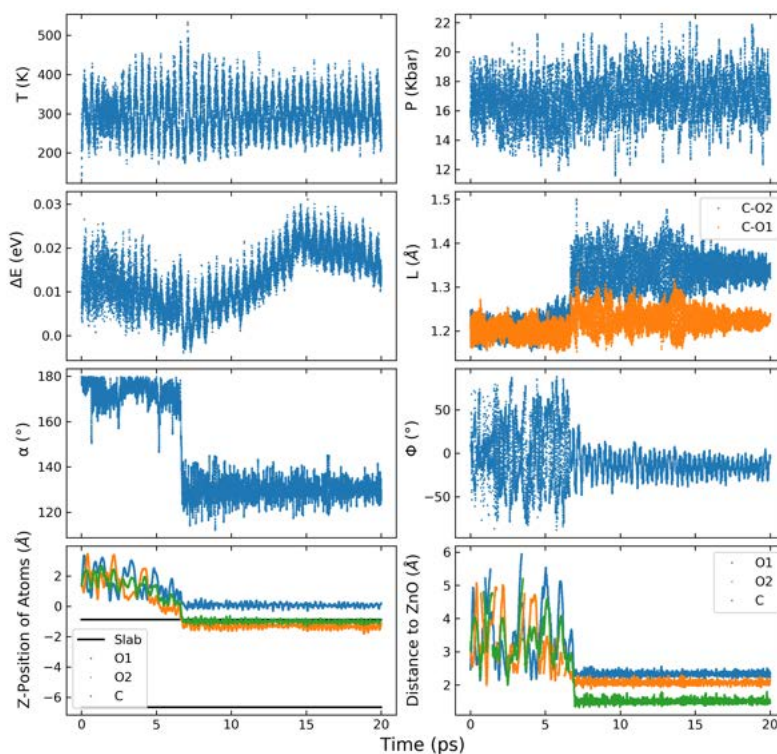 T (K)
500
400
300
200
P (Kbar)
22
20
18
16
14
12
ΔE (eV)
0.03
0.02
0.01
0.0
L (Å)
1.5
1.4
1.3
1.2
C-O2
C-O1
α (°)
180
160
140
120
Φ (°)
50
0
−50
Z-Position of Atoms (Å)
2
0
−2
−4
−6
Slab
O1
O2
C
0 5 10 15 20
Distance to ZnO (Å)
6
5
4
3
2
O1
O2
C
0 5 10 15 20
Time (ps)